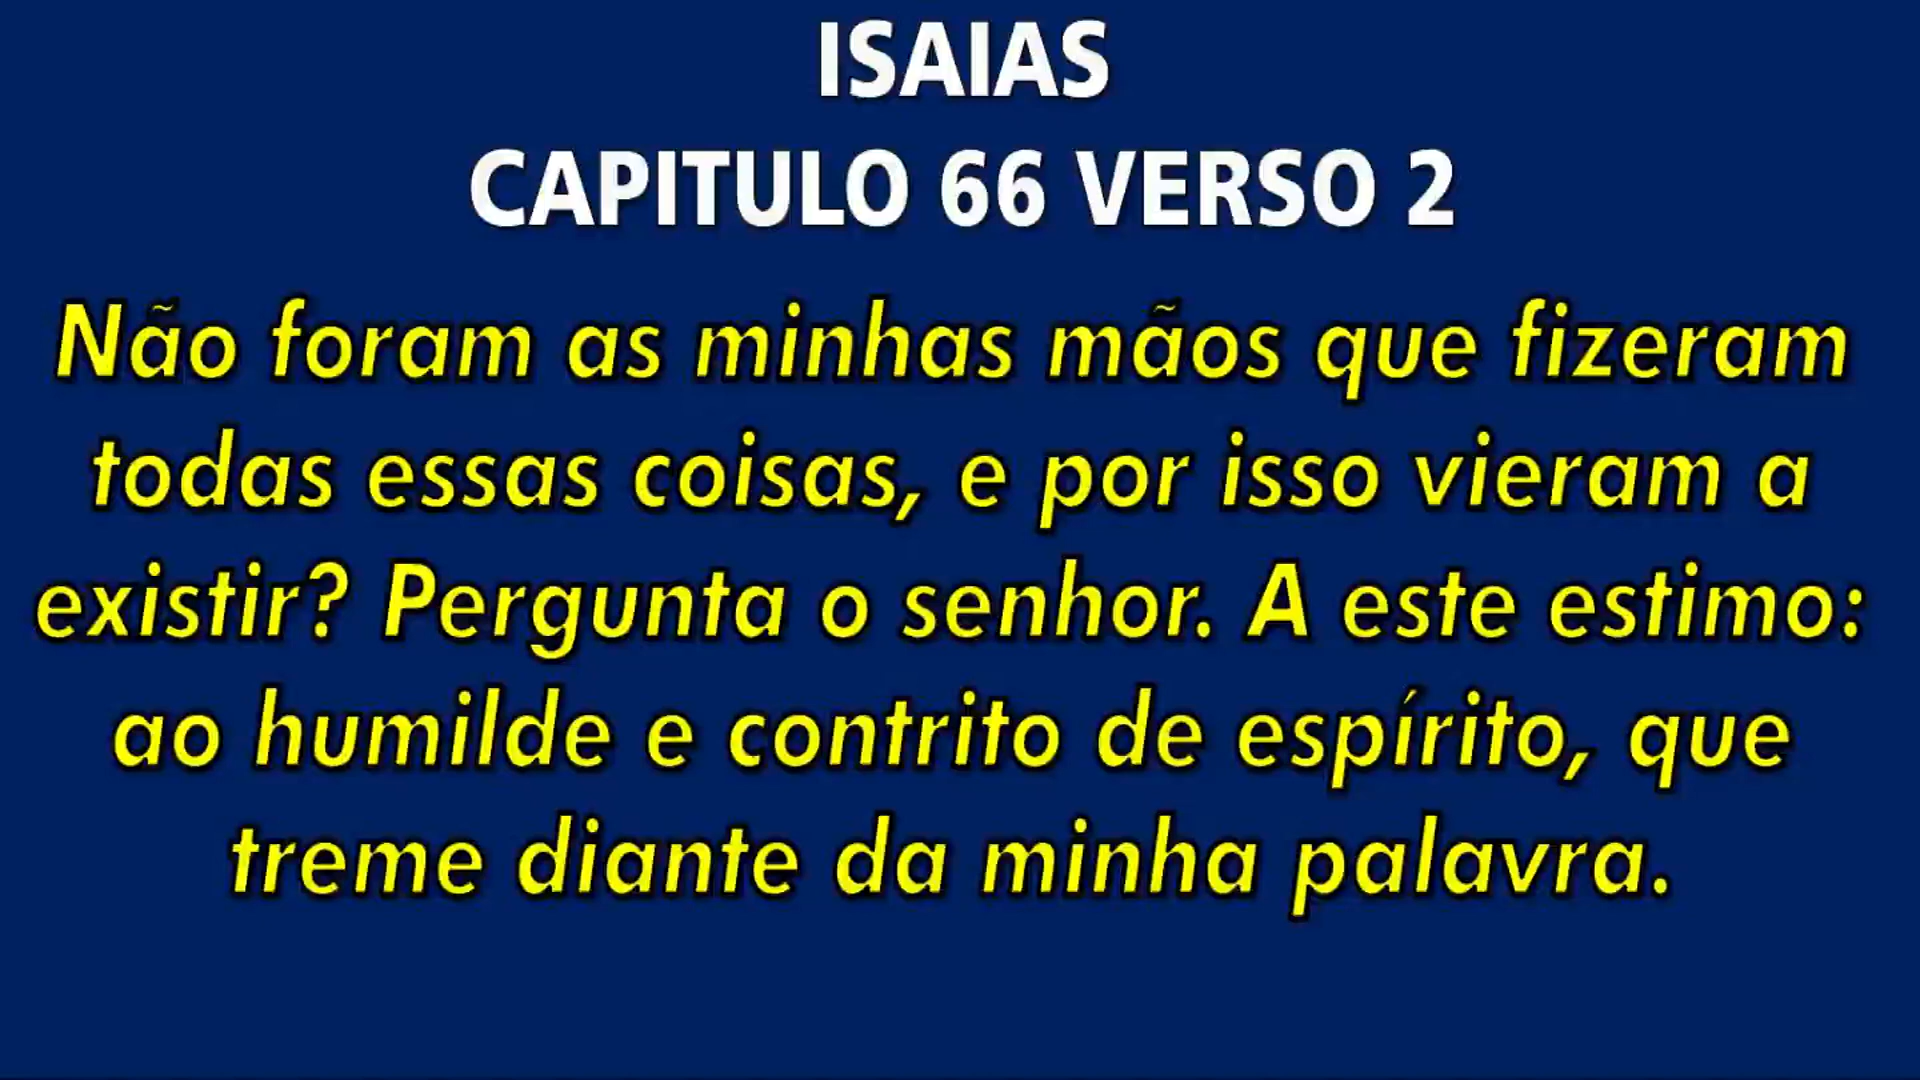 ISAIAS
CAPITULO 66 VERSO 2
Não foram as minhas mãos que fizeram
todas essas coisas, e por isso vieram a
existir? Pergunta o senhor. A este estimo:
ao humilde e contrito de espírito, que
treme diante da minha palavra.